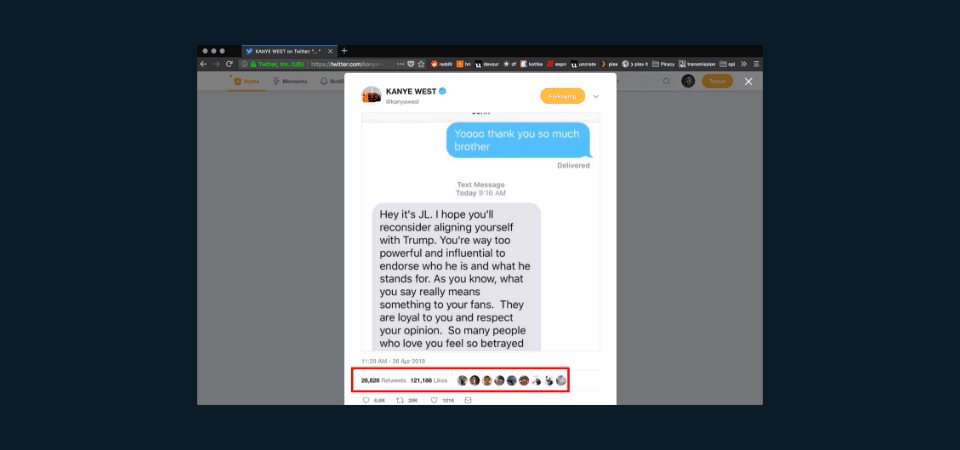 KANYE WEST on Twitter: "..."
Twitter, Inc. (US)
https://twitter.com/kanyew
reddit
hn
devour
cf
kottke
espn
uncrate
plex
plex it
Piracy
transmission
Home
Moments
Notifi
Tweet
KANYE WEST
@kanyewest
Following
Yoooo thank you so much
brother
Delivered
Text Message
Today 9:16 AM
Hey it's JL. I hope you'll
reconsider aligning yourself
with Trump. You're way too
powerful and influential to
endorse who he is and what he
stands for. As you know, what
you say really means
something to your fans. They
are loyal to you and respect
your opinion. So many people
who love you feel so betrayed
11:20 AM - 26 Apr 2018
28,826 Retweets 121,186 Likes
29K 121K